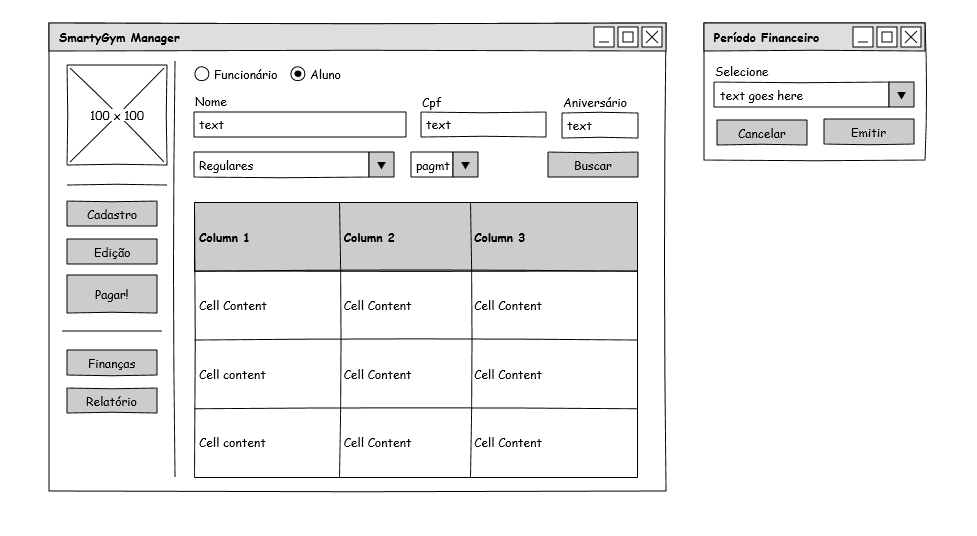 SmartyGym Manager
100 x 100
Funcionário Aluno
Nome Cpf Aniversário
text text text
Regulares pagmt Buscar
Cadastro
Edição
Pagar!
Finanças
Relatório
Column 1 Column 2 Column 3
Cell Content Cell Content Cell Content
Cell content Cell Content Cell Content
Cell content Cell Content Cell Content
Período Financeiro
Selecione
text goes here
Cancelar Emitir